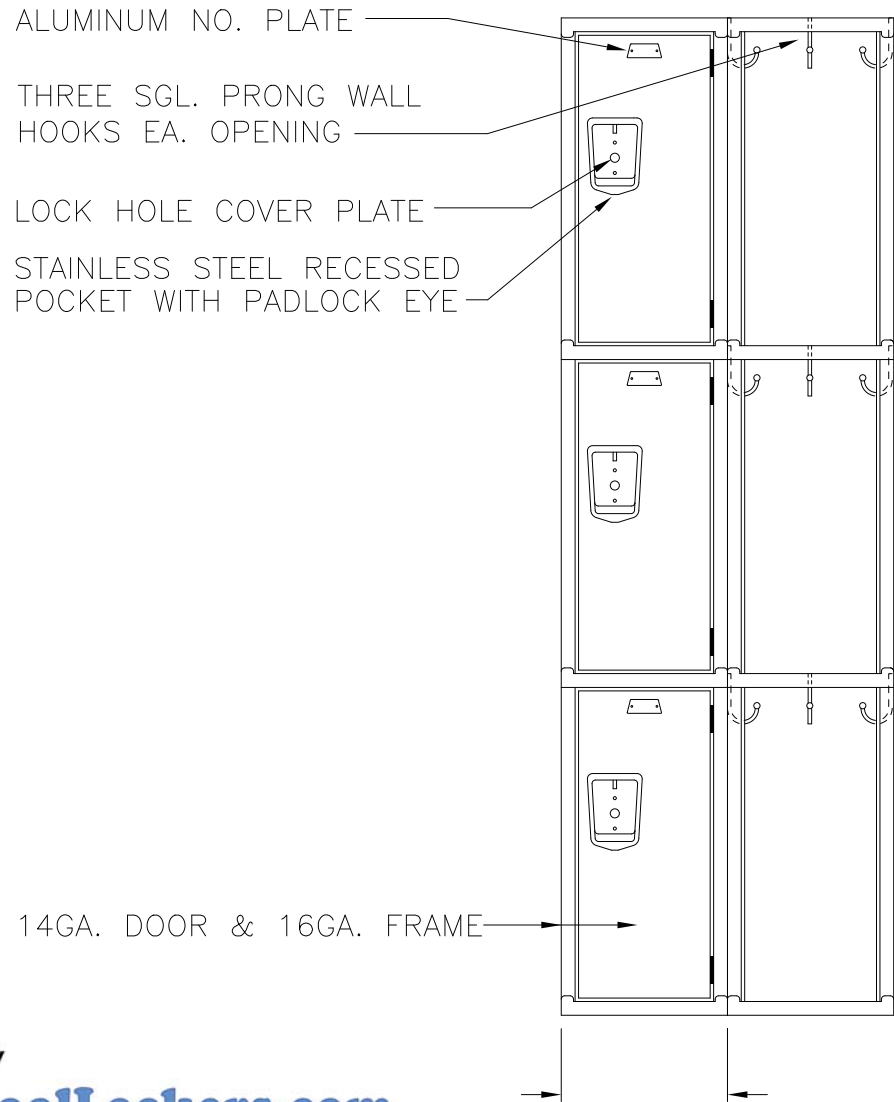 ALUMINUM NO. PLATE
THREE SGL. PRONG WALL
HOOKS EA. OPENING
LOCK HOLE COVER PLATE
STAINLESS STEEL RECESSED
POCKET WITH PADLOCK EYE
14GA. DOOR & 16GA. FRAME